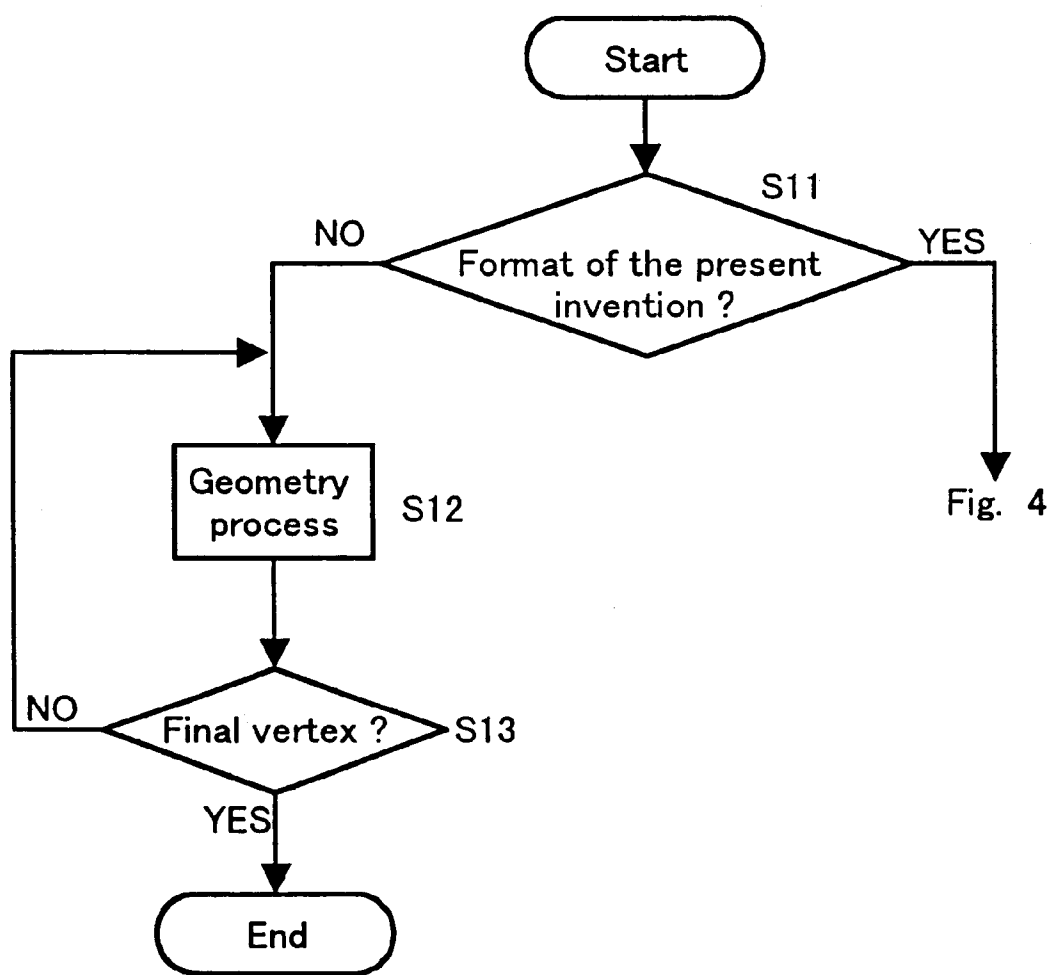 Start
S11
NO
YES
Format of the present
invention ?
Geometry
process
S12
Fig. 4
NO
Final vertex ?
S13
YES
End